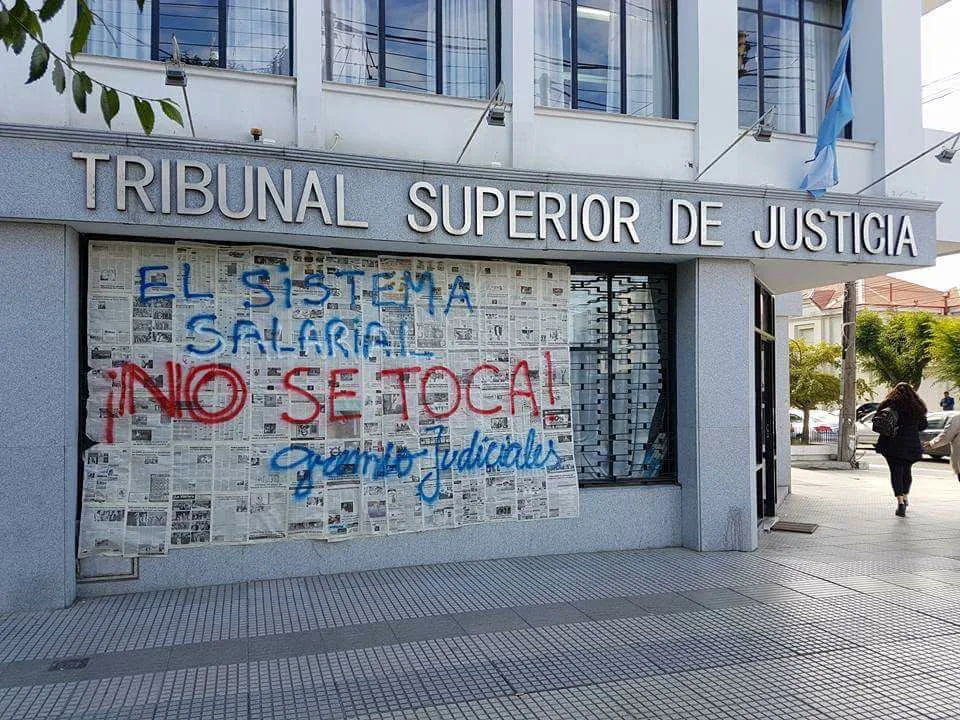 TRIBUNAL SUPERIOR DE JUSTICIA
EL SISTEMA
SALARIAL
¡NO SE TOCA!
gremio Judiciales